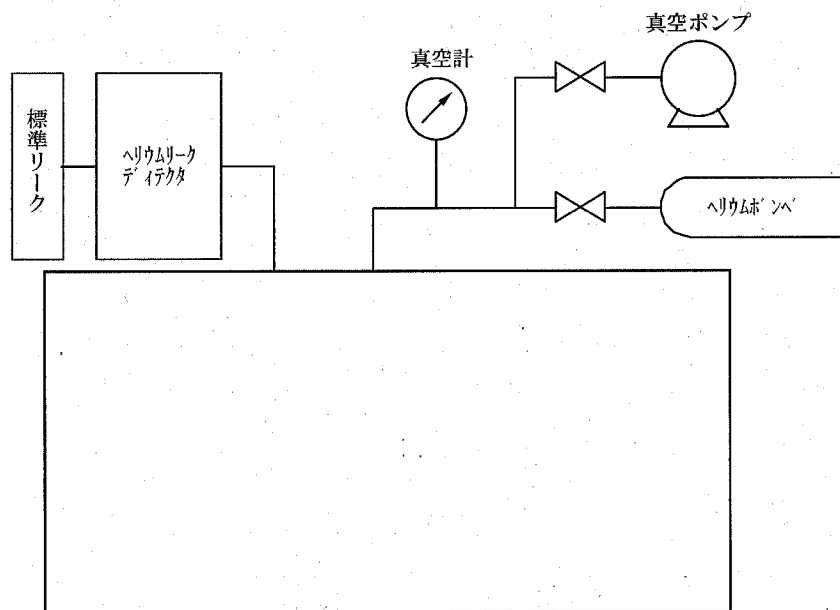 真空ポンプ
真空計
標準リーク
ヘリウムリーク
ディテクタ
ヘリウムボンベ